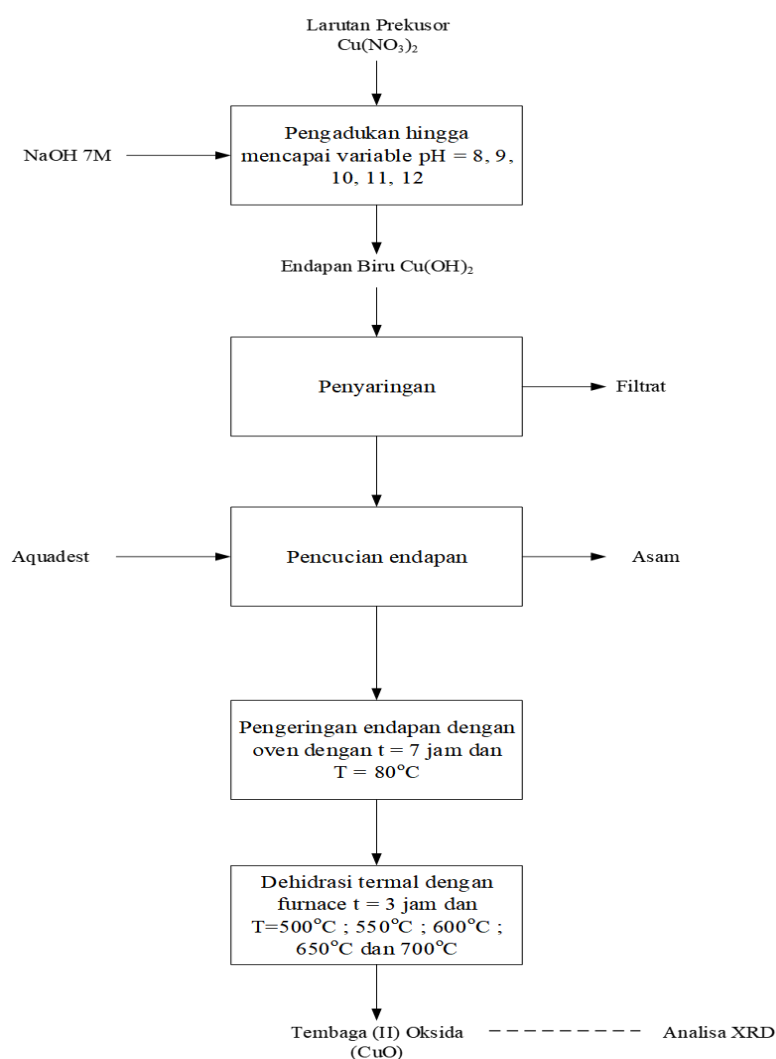 Larutan Prekusor
Cu(NO₃)₂
Pengadukan hingga
mencapai variable pH = 8, 9,
10, 11, 12
NaOH 7M
Endapan Biru Cu(OH)₂
Penyaringan
Filtrat
Aquadest
Pencucian endapan
Asam
Pengeringan endapan dengan
oven dengan t = 7 jam dan
T = 80°C
Dehidrasi termal dengan
furnace t = 3 jam dan
T=500°C ; 550°C ; 600°C ;
650°C dan 700°C
Tembaga (II) Oksida
(CuO)
Analisa XRD